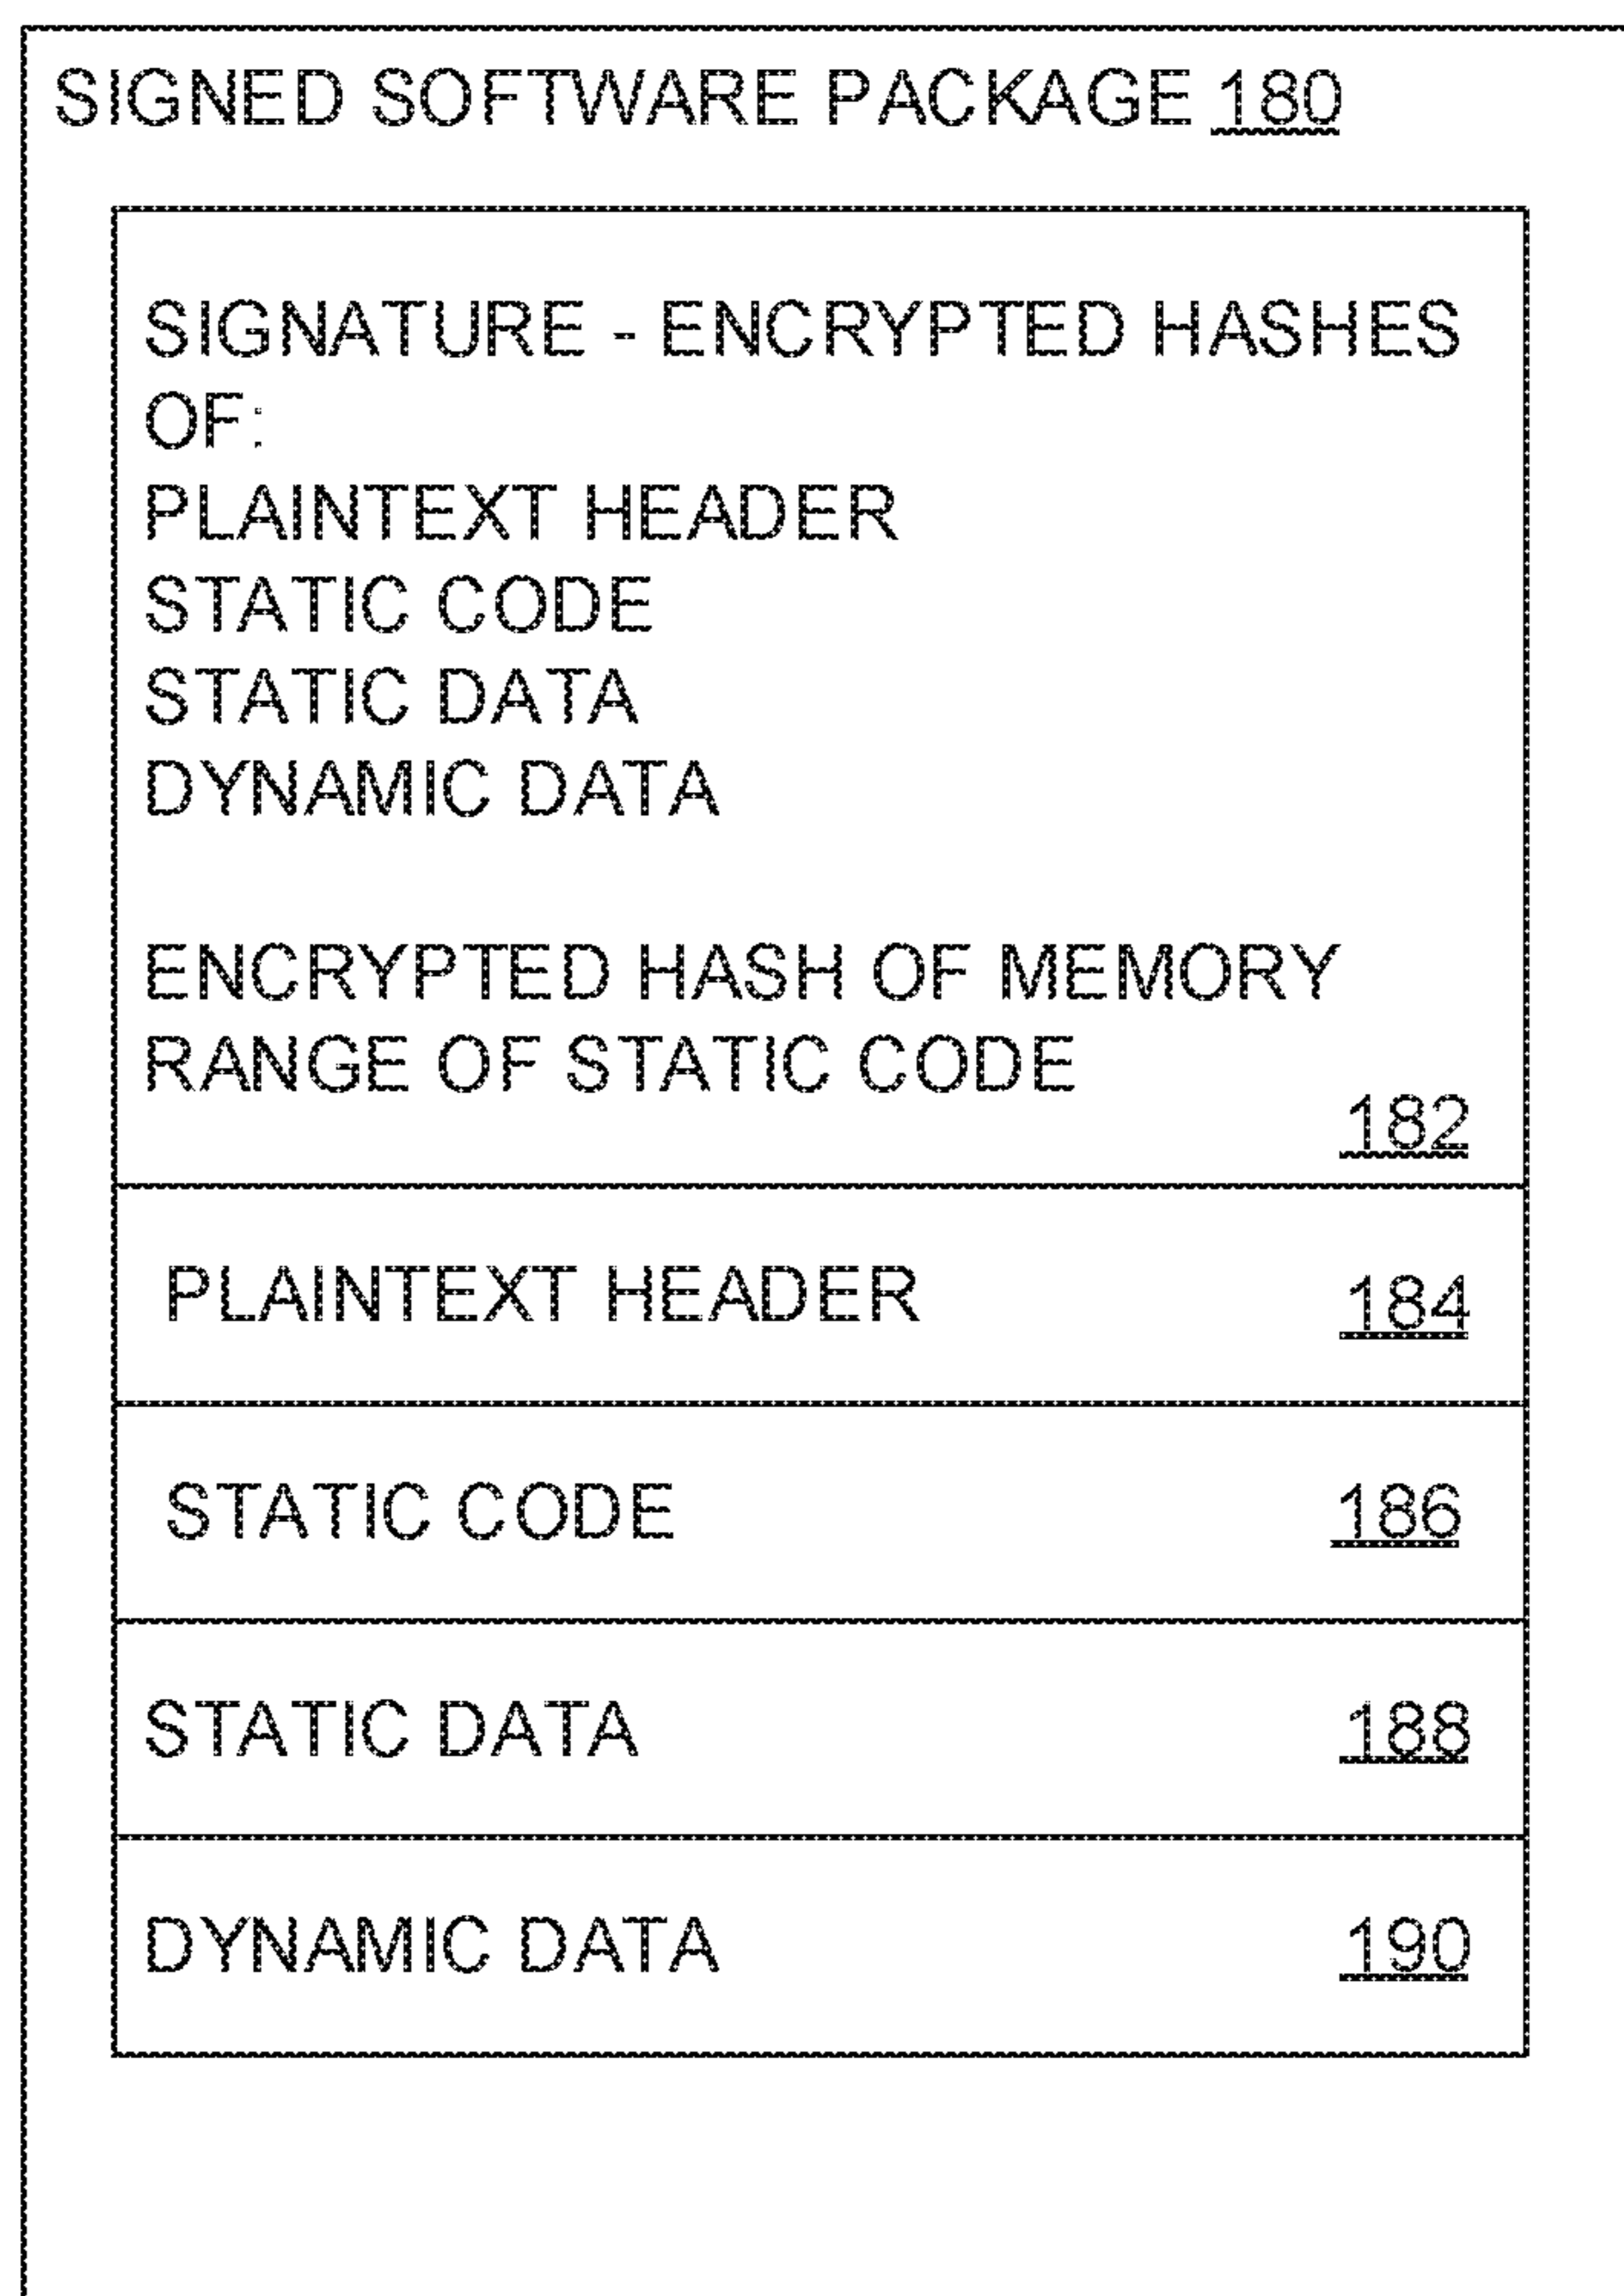 SIGNED SOFTWARE PACKAGE 180
SIGNATURE - ENCRYPTED HASHES
OF:
PLAINTEXT HEADER
STATIC CODE
STATIC DATA
DYNAMIC DATA
ENCRYPTED HASH OF MEMORY
RANGE OF STATIC CODE
182
PLAINTEXT HEADER 184
STATIC CODE 186
STATIC DATA 188
DYNAMIC DATA 190